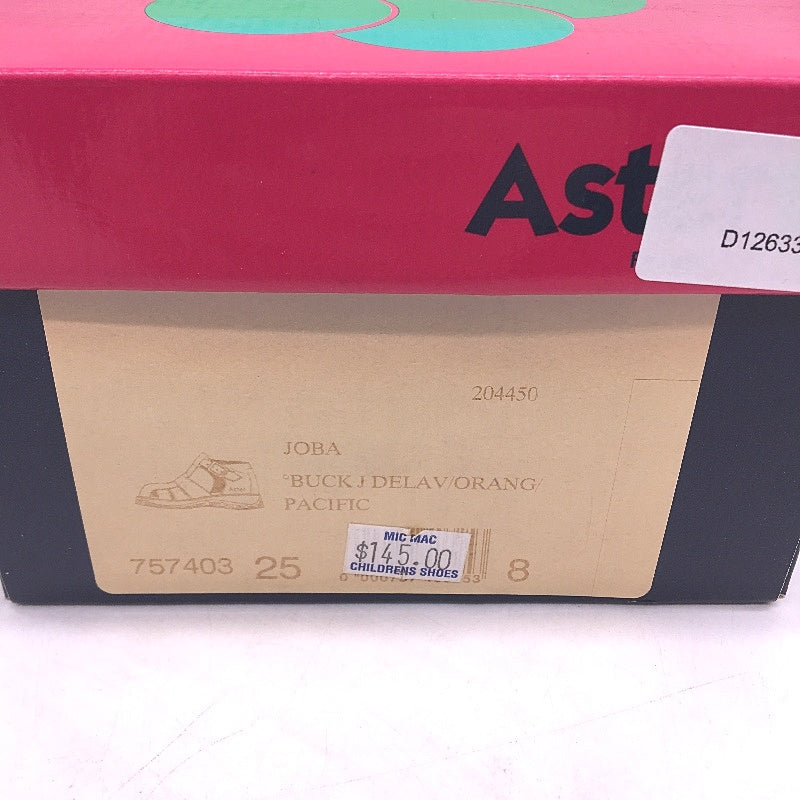 Ast
D12633
204450
JOBA
°BUCK J DELAV/ORANG/
PACIFIC
757403 25 8
MIC MAC
$145.00
CHILDRENS SHOES